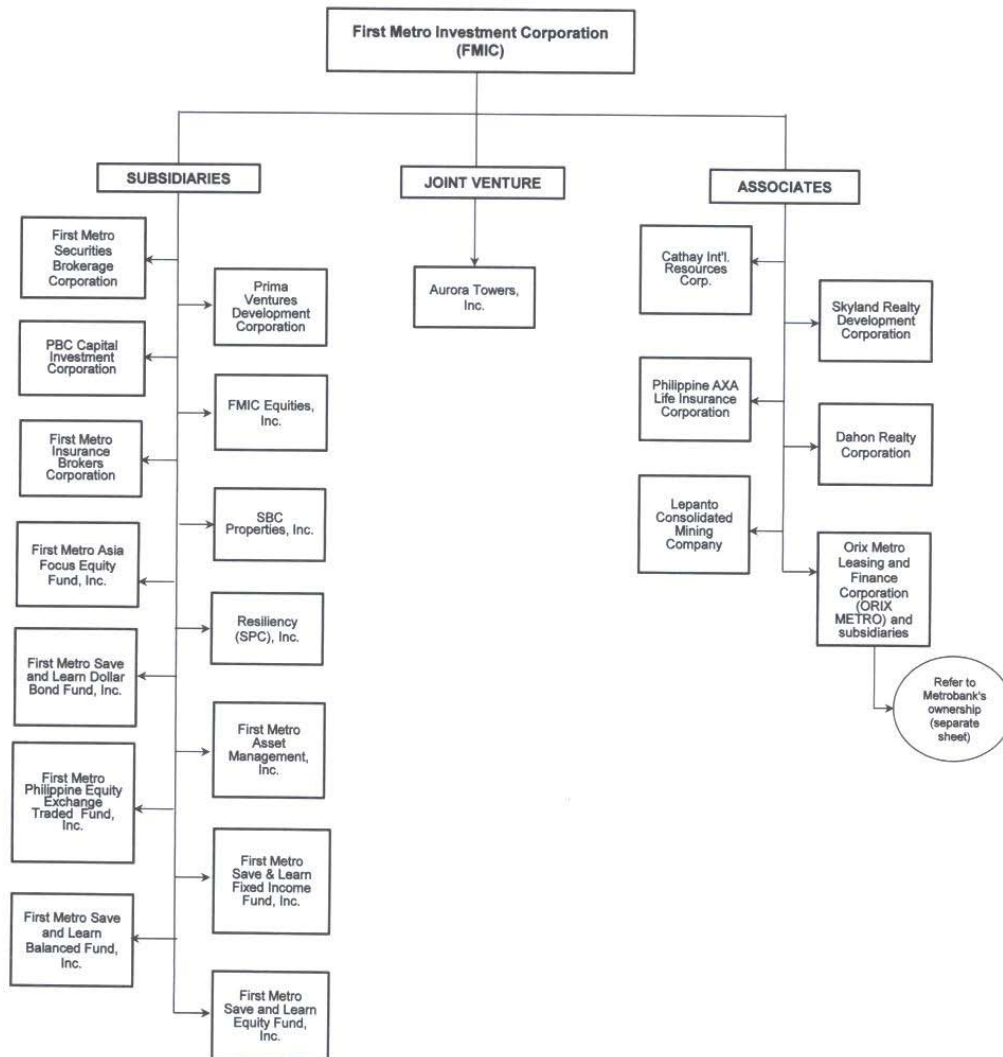 First Metro Investment Corporation
(FMIC)
SUBSIDIARIES
JOINT VENTURE
ASSOCIATES
First Metro
Securities
Brokerage
Corporation
Prima
Ventures
Development
Corporation
PBC Capital
Investment
Corporation
FMIC Equities,
Inc.
First Metro
Insurance
Brokers
Corporation
SBC
Properties, Inc.
First Metro Asia
Focus Equity
Fund, Inc.
Resiliency
(SPC), Inc.
First Metro Save
and Learn Dollar
Bond Fund, Inc.
First Metro
Asset
Management,
Inc.
First Metro
Philippine Equity
Exchange
Traded Fund,
Inc.
First Metro
Save & Learn
Fixed Income
Fund, Inc.
First Metro Save
and Learn
Balanced Fund,
Inc.
First Metro
Save and Learn
Equity Fund,
Inc.
Aurora Towers,
Inc.
Cathay Int'l.
Resources
Corp.
Skyland Realty
Development
Corporation
Philippine AXA
Life Insurance
Corporation
Dahon Realty
Corporation
Lepanto
Consolidated
Mining
Company
Orix Metro
Leasing and
Finance
Corporation
(ORIX
METRO) and
subsidiaries
Refer to
Metrobank's
ownership
(separate
sheet)